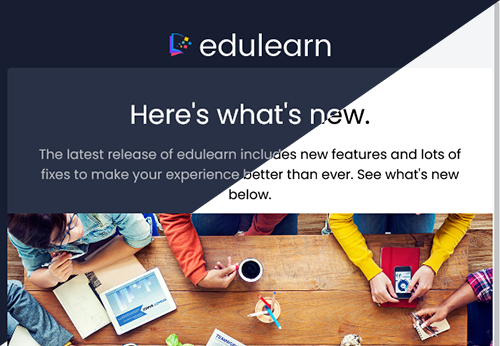 edulearn
Here's what's new.
The latest release of edulearn includes new features and lots of
fixes to make your experience better than ever. See what's new
below.